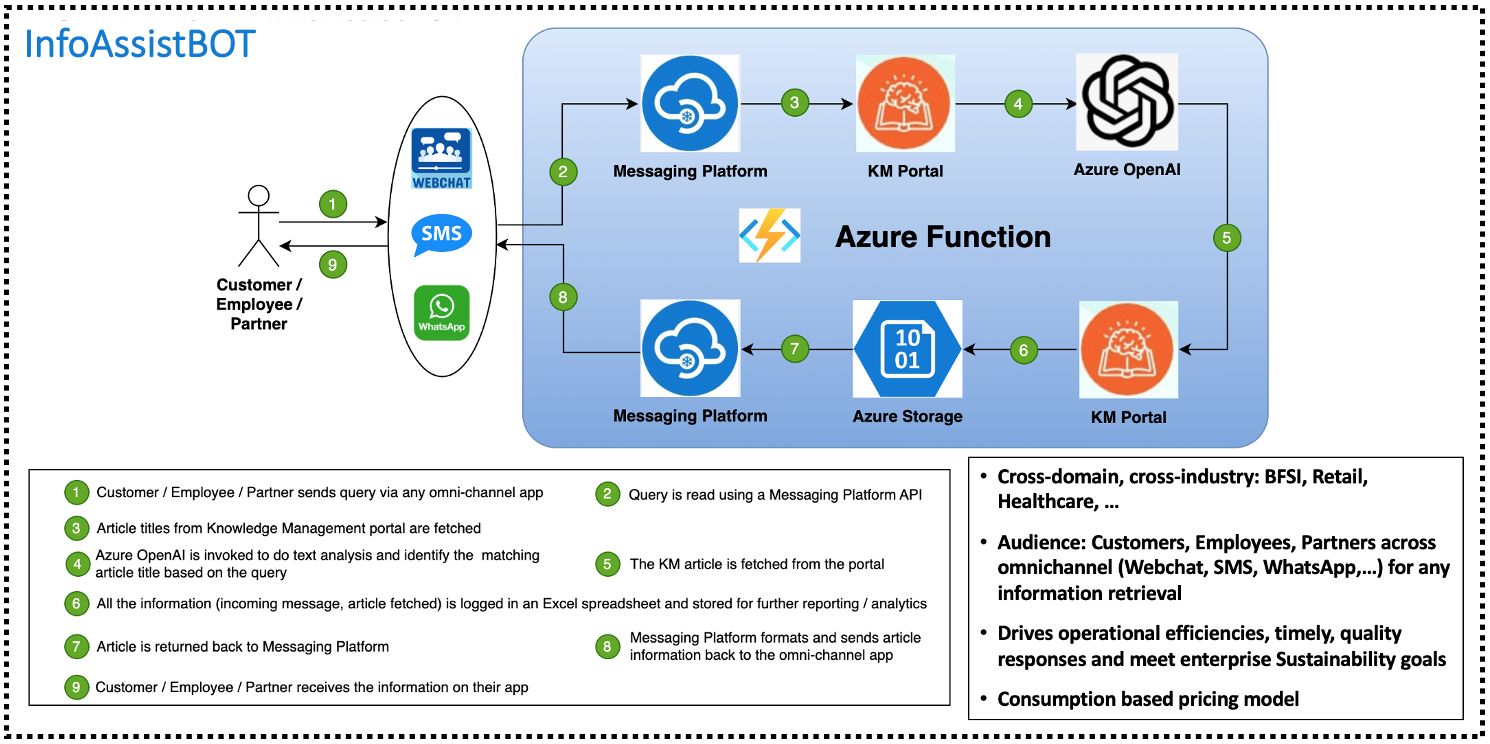 InfoAssistBOT
WEBCHAT
SMS
WhatsApp
1
9
Customer /
Employee /
Partner
2
8
Messaging Platform
3
KM Portal
4
Azure OpenAI
Azure Function
5
Messaging Platform
7
10
01
Azure Storage
6
KM Portal
1 Customer / Employee / Partner sends query via any omni-channel app
2 Query is read using a Messaging Platform API
3 Article titles from Knowledge Management portal are fetched
4 Azure OpenAI is invoked to do text analysis and identify the matching
article title based on the query
5 The KM article is fetched from the portal
6 All the information (incoming message, article fetched) is logged in an Excel spreadsheet and stored for further reporting / analytics
7 Article is returned back to Messaging Platform
8 Messaging Platform formats and sends article
information back to the omni-channel app
9 Customer / Employee / Partner receives the information on their app
• Cross-domain, cross-industry: BFSI, Retail,
Healthcare, ...
• Audience: Customers, Employees, Partners across
omnichannel (Webchat, SMS, WhatsApp,...) for any
information retrieval
• Drives operational efficiencies, timely, quality
responses and meet enterprise Sustainability goals
• Consumption based pricing model